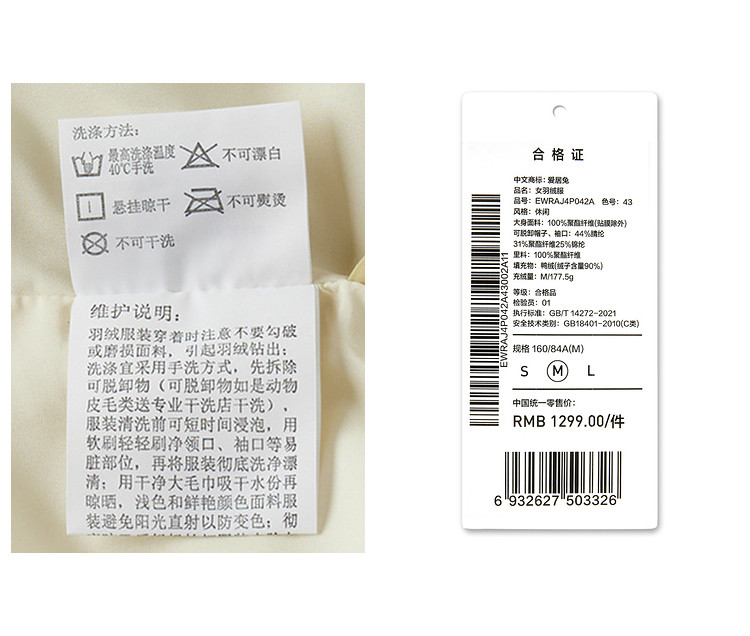 洗涤方法:
最高洗涤温度
40℃手洗
不可漂白
悬挂晾干
不可熨烫
不可干洗
维护说明:
羽绒服装穿着时注意不要勾破
或磨损面料,引起羽绒钻出;
洗涤宜采用手洗方式,先拆除
可脱卸物(可脱卸物如是动物
皮毛类送专业干洗店干洗),
服装清洗前可短时间浸泡,用
软刷轻轻刷净领口、袖口等易
脏部位,再将服装彻底洗净漂
清;用干净大毛巾吸干水份再
晾晒,浅色和鲜艳颜色面料服
装避免阳光直射以防变色;彻
合格证
中文商标:爱居兔
品名:女羽绒服
品号:EWRAJ4P042A 色号:43
风格:休闲
大身面料:100%聚酯纤维(贴膜除外)
可脱卸帽子、袖口:44%腈纶
31%聚酯纤维25%锦纶
里料:100%聚酯纤维
填充物:鸭绒(绒子含量90%)
充绒量:M/177.5g
等级:合格品
检验员:01
执行标准:GB/T 14272-2021
安全技术类别:GB18401-2010(C类)
规格 160/84A(M)
S M L
中国统一零售价:
RMB 1299.00/件
6 932627 503326
EWRAJ4P042A43002A11